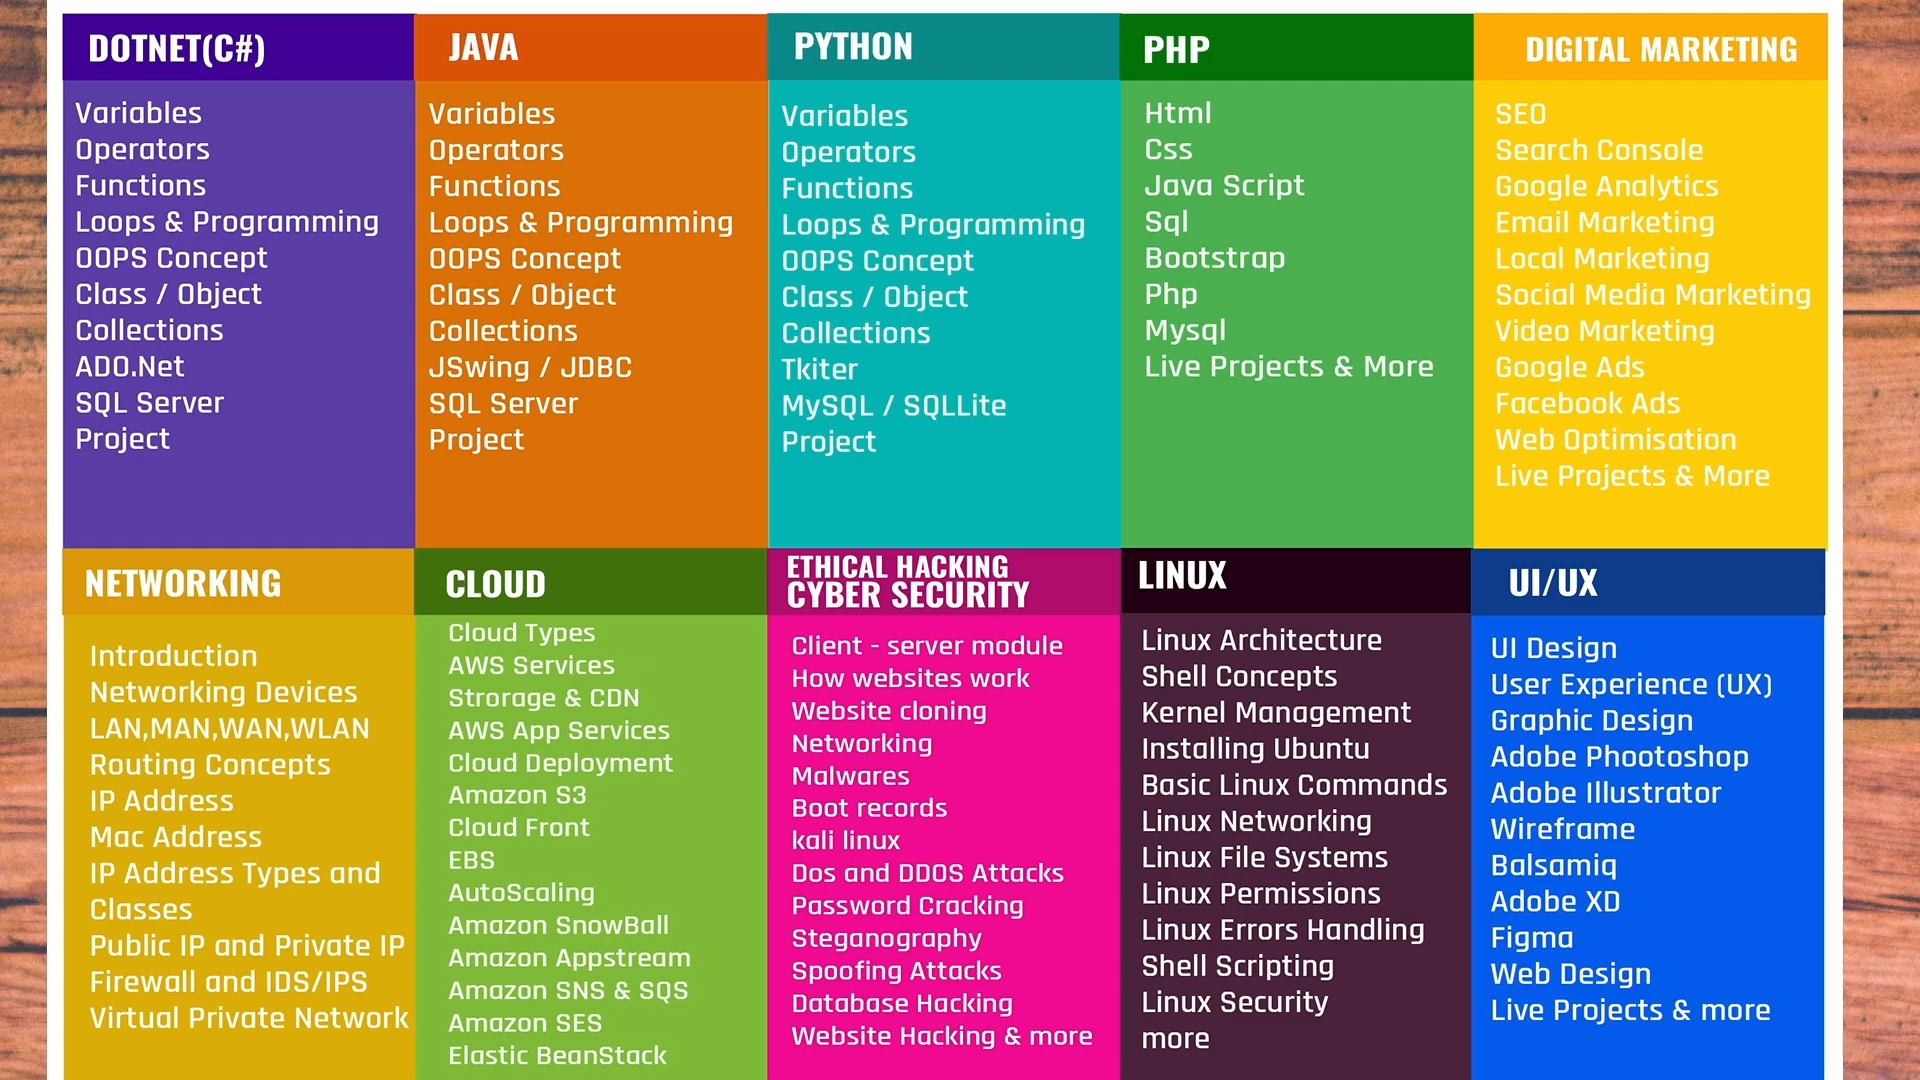 DOTNET(C#)
Variables
Operators
Functions
Loops & Programming
OOPS Concept
Class / Object
Collections
ADO.Net
SQL Server
Project
JAVA
Variables
Operators
Functions
Loops & Programming
OOPS Concept
Class / Object
Collections
JSwing / JDBC
SQL Server
Project
PYTHON
Variables
Operators
Functions
Loops & Programming
OOPS Concept
Class / Object
Collections
Tkiter
MySQL / SQLLite
Project
PHP
Html
Css
Java Script
Sql
Bootstrap
Php
Mysql
Live Projects & More
DIGITAL MARKETING
SEO
Search Console
Google Analytics
Email Marketing
Local Marketing
Social Media Marketing
Video Marketing
Google Ads
Facebook Ads
Web Optimisation
Live Projects & More
NETWORKING
Introduction
Networking Devices
LAN,MAN,WAN,WLAN
Routing Concepts
IP Address
Mac Address
IP Address Types and
Classes
Public IP and Private IP
Firewall and IDS/IPS
Virtual Private Network
CLOUD
Cloud Types
AWS Services
Strorage & CDN
AWS App Services
Cloud Deployment
Amazon S3
Cloud Front
EBS
AutoScaling
Amazon SnowBall
Amazon Appstream
Amazon SNS & SQS
Amazon SES
Elastic BeanStack
ETHICAL HACKING
CYBER SECURITY
Client - server module
How websites work
Website cloning
Networking
Malwares
Boot records
kali linux
Dos and DDOS Attacks
Password Cracking
Steganography
Spoofing Attacks
Database Hacking
Website Hacking & more
LINUX
Linux Architecture
Shell Concepts
Kernel Management
Installing Ubuntu
Basic Linux Commands
Linux Networking
Linux File Systems
Linux Permissions
Linux Errors Handling
Shell Scripting
Linux Security
more
UI/UX
UI Design
User Experience (UX)
Graphic Design
Adobe Phootoshop
Adobe Illustrator
Wireframe
Balsamiq
Adobe XD
Figma
Web Design
Live Projects & more